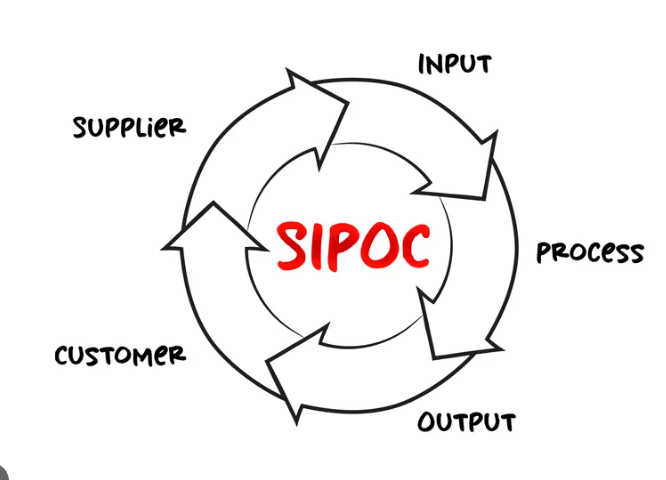 INPUT
SUPPLIER
SIPOC
PROCESS
CUSTOMER
OUTPUT